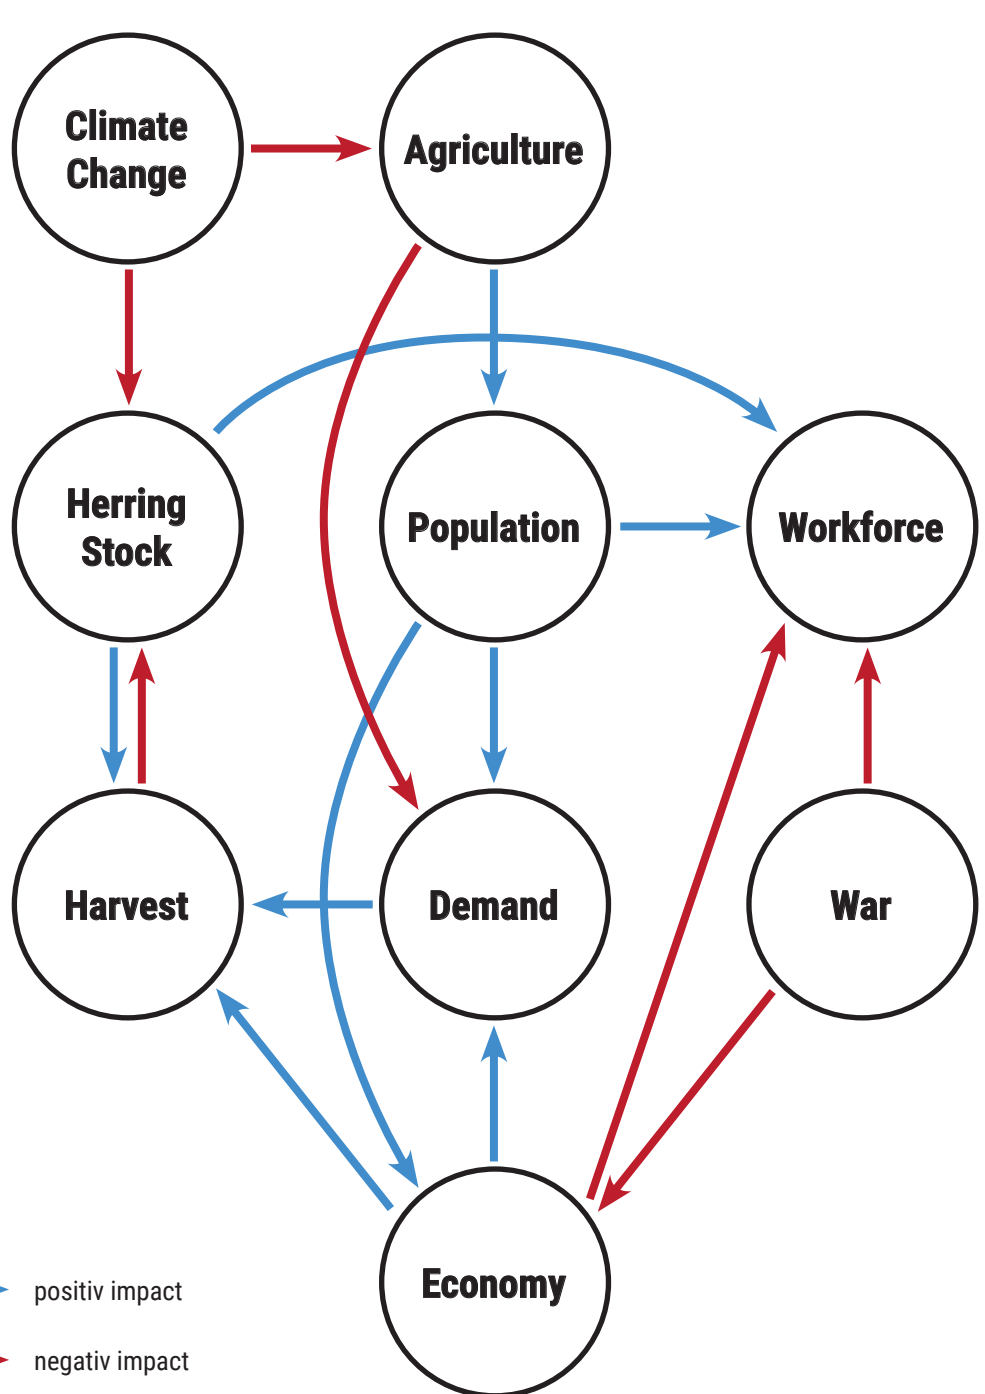 Climate
Change
Agriculture
Herring
Stock
Population
Workforce
Harvest
Demand
War
Economy
positiv impact
negativ impact